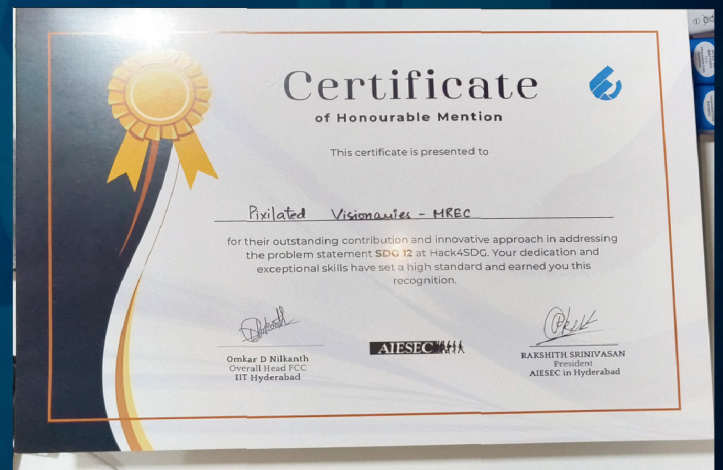 Certificate
of Honourable Mention
This certificate is presented to
Pixilated Visionaries - MREC
for their outstanding contribution and innovative approach in addressing
the problem statement SDG 12 at Hack4SDG. Your dedication and
exceptional skills have set a high standard and earned you this
recognition.
Omkar D Nilkanth
Overall Head FCC
IIT Hyderabad
AIESEC
RAKSHITH SRINIVASAN
President
AIESEC in Hyderabad